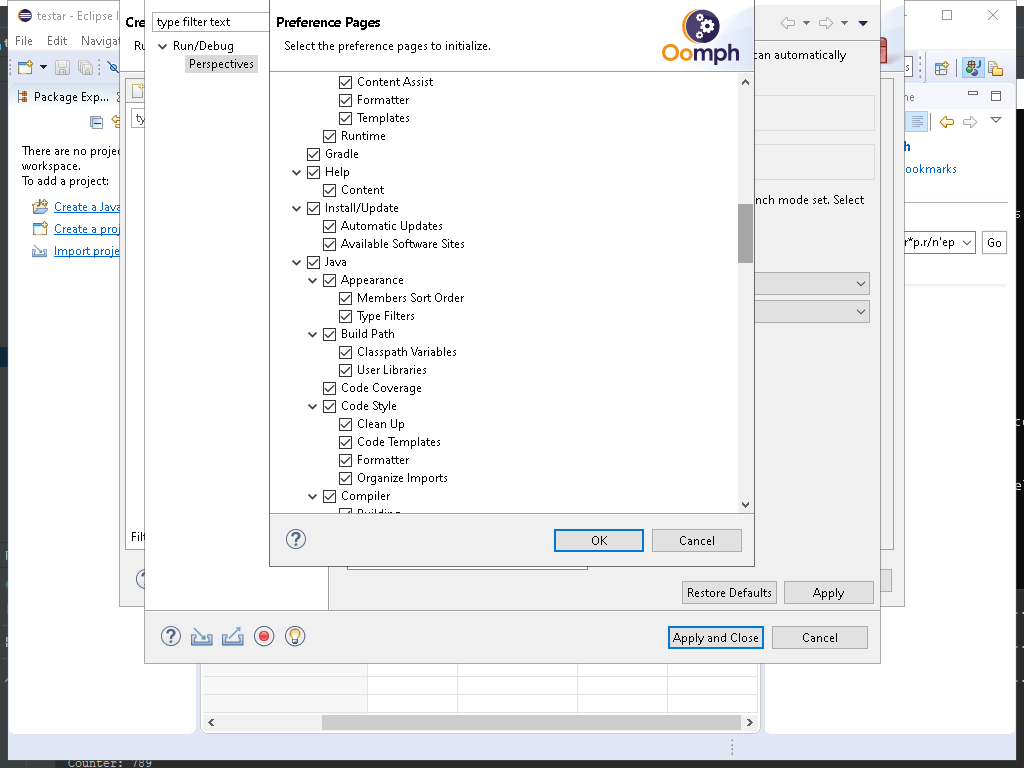 testar - Eclipse I
File Edit Navigat
Package Exp...
There are no projec
workspace.
To add a project:
Create a Java
Create a proj
Import proje
Cre
Ru
ty
Filt
type filter text
Run/Debug
Perspectives
Preference Pages
Select the preference pages to initialize.
Oomph
Content Assist
Formatter
Templates
Runtime
Gradle
Help
Content
Install/Update
Automatic Updates
Available Software Sites
Java
Appearance
Members Sort Order
Type Filters
Build Path
Classpath Variables
User Libraries
Code Coverage
Code Style
Clean Up
Code Templates
Formatter
Organize Imports
Compiler
Building
OK
Cancel
can automatically
nch mode set. Select
Restore Defaults
Apply
Apply and Close
Cancel
ne
h
ookmarks
r*p.r/n'ep
Go
Counter: 789